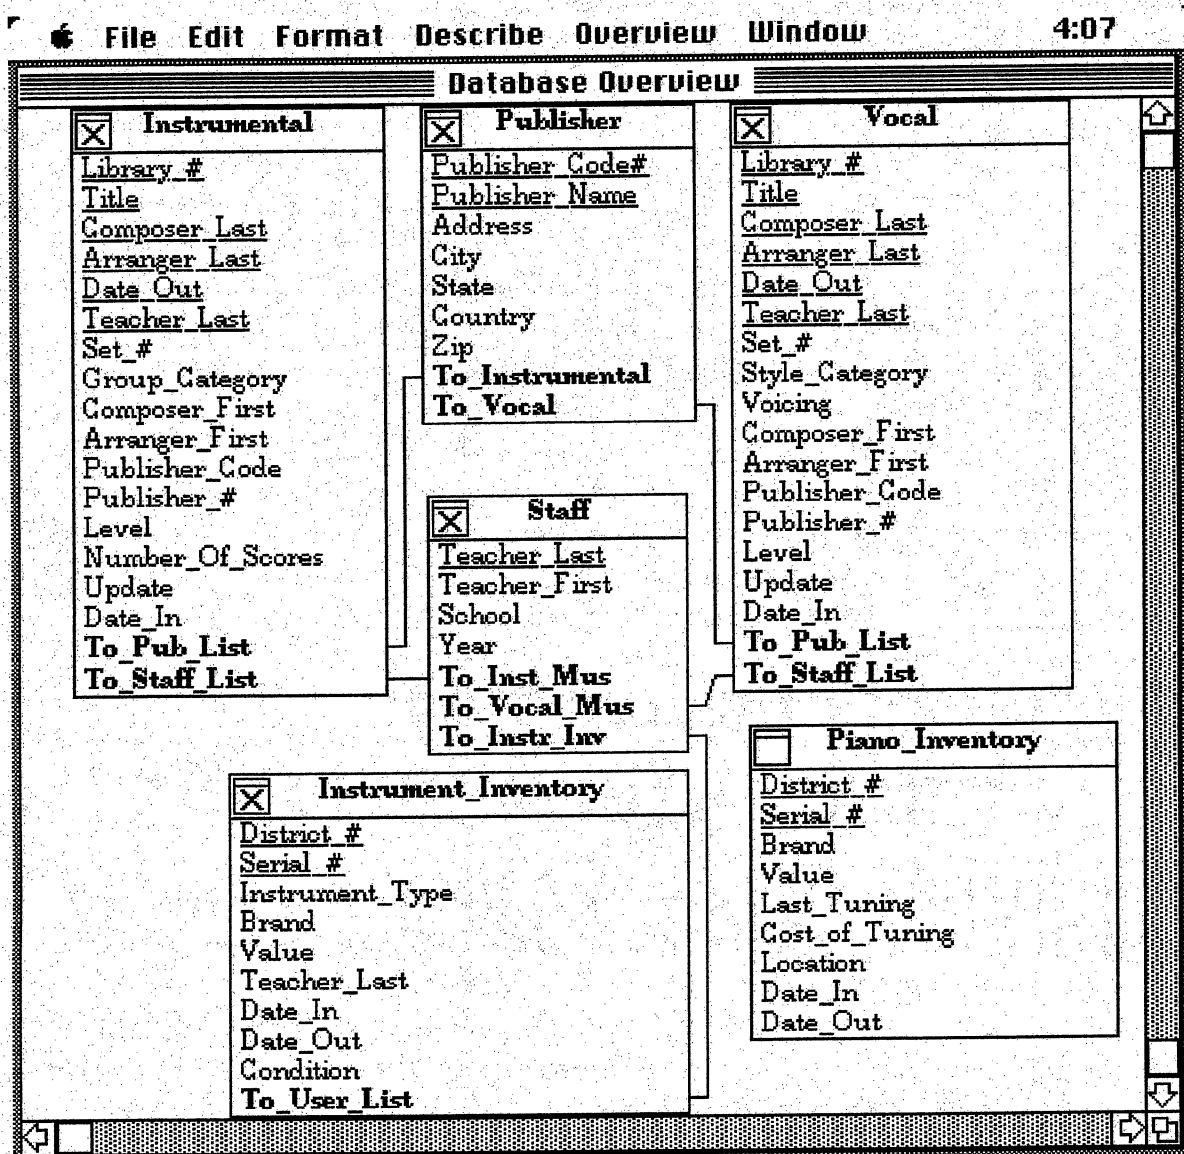 File Edit Format Describe Overview Window 4:07
Database Overview
Instrumental
Library_#
Title
Composer_Last
Arranger_Last
Date_Out
Teacher_Last
Set_#
Group_Category
Composer_First
Arranger_First
Publisher_Code
Publisher_#
Level
Number_Of_Scores
Update
Date_In
To_Pub_List
To_Staff_List
Publisher
Publisher_Code#
Publisher_Name
Address
City
State
Country
Zip
To_Instrumental
To_Vocal
Vocal
Library_#
Title
Composer_Last
Arranger_Last
Date_Out
Teacher_Last
Set_#
Style_Category
Voicing
Composer_First
Arranger_First
Publisher_Code
Publisher_#
Level
Update
Date_In
To_Pub_List
To_Staff_List
Staff
Teacher_Last
Teacher_First
School
Year
To_Inst_Mus
To_Vocal_Mus
To_Instr_Inv
Instrument_Inventory
District_#
Serial_#
Instrument_Type
Brand
Value
Teacher_Last
Date_In
Date_Out
Condition
To_User_List
Piano_Inventory
District_#
Serial_#
Brand
Value
Last_Tuning
Cost_of_Tuning
Location
Date_In
Date_Out